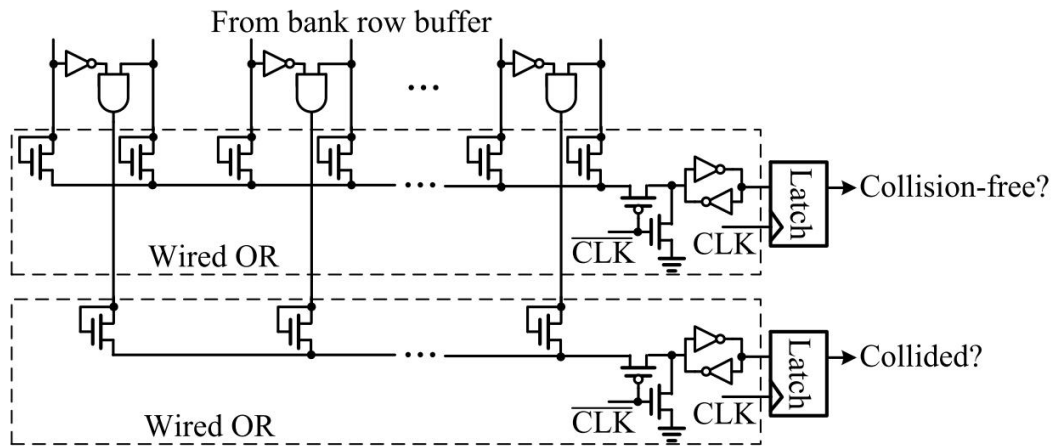 From bank row buffer
...
...
Latch
Collision-free?
CLK
CLK
Wired OR
...
Latch
Collided?
CLK
CLK
Wired OR